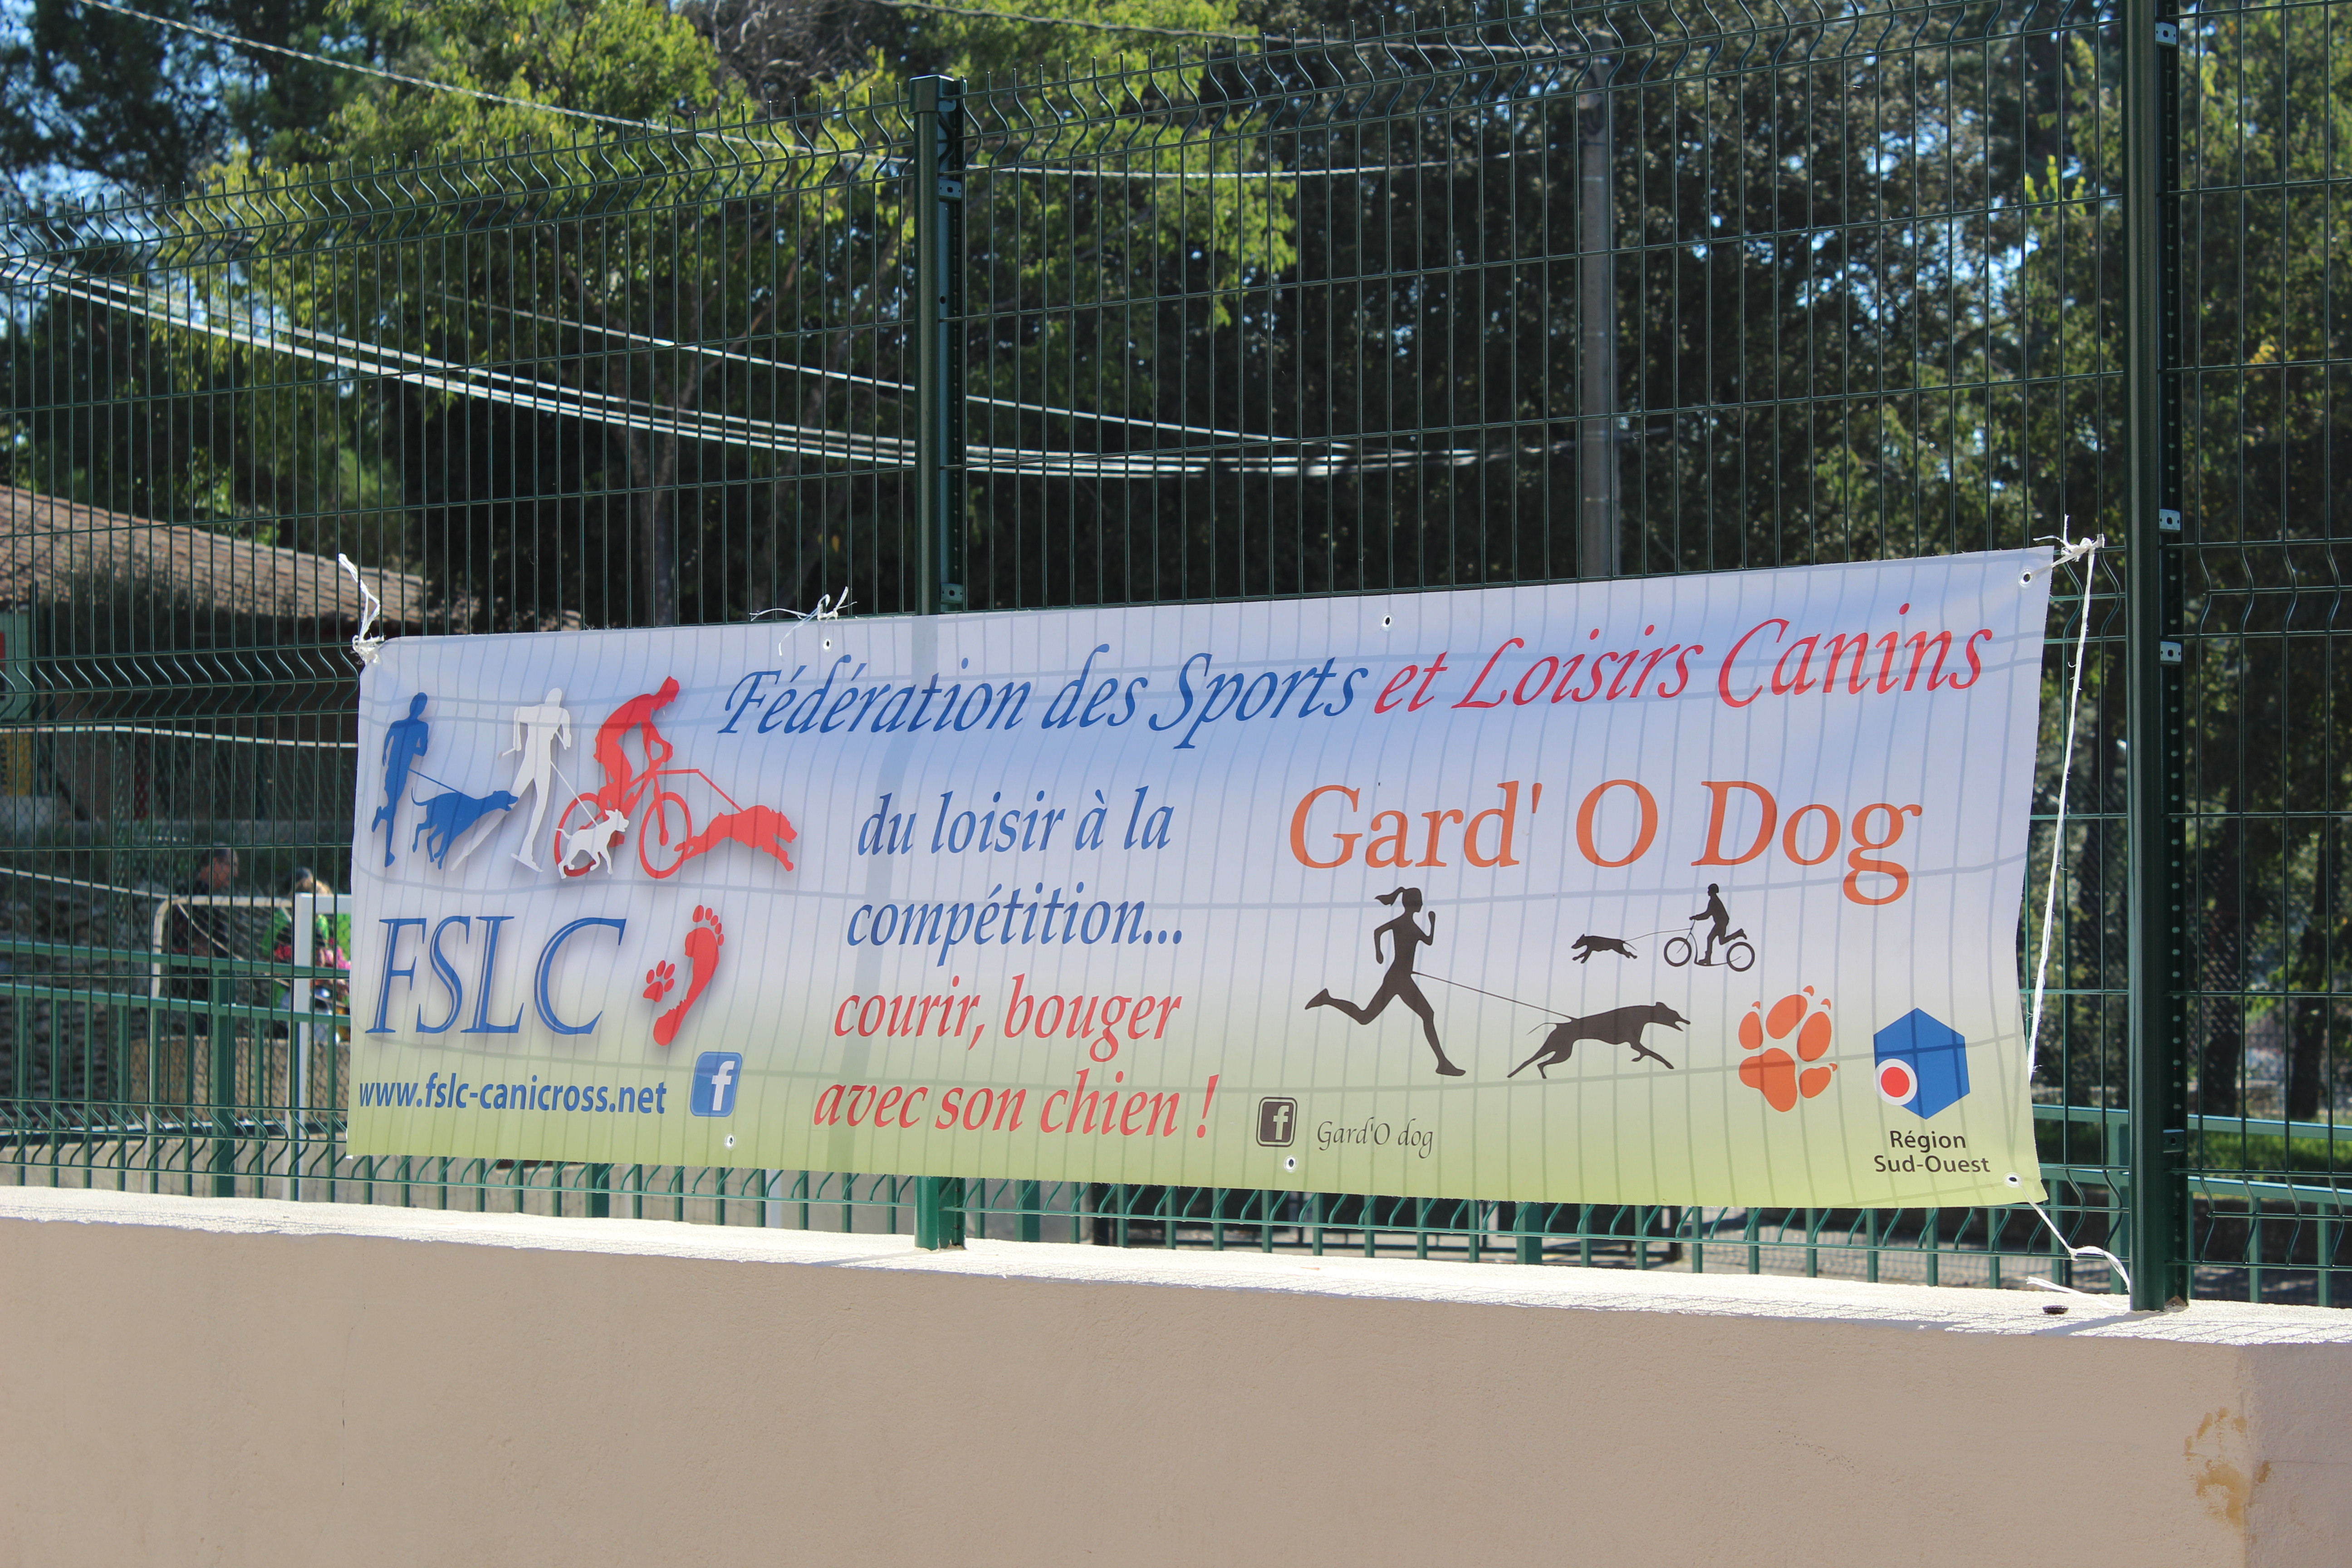 Fédération des Sports et Loisirs Canins
FSLC
www.fslc-canicross.net
f
du loisir à la
compétition...
courir, bouger
avec son chien !
Gard' O Dog
f
Gard'O dog
Région
Sud-Ouest